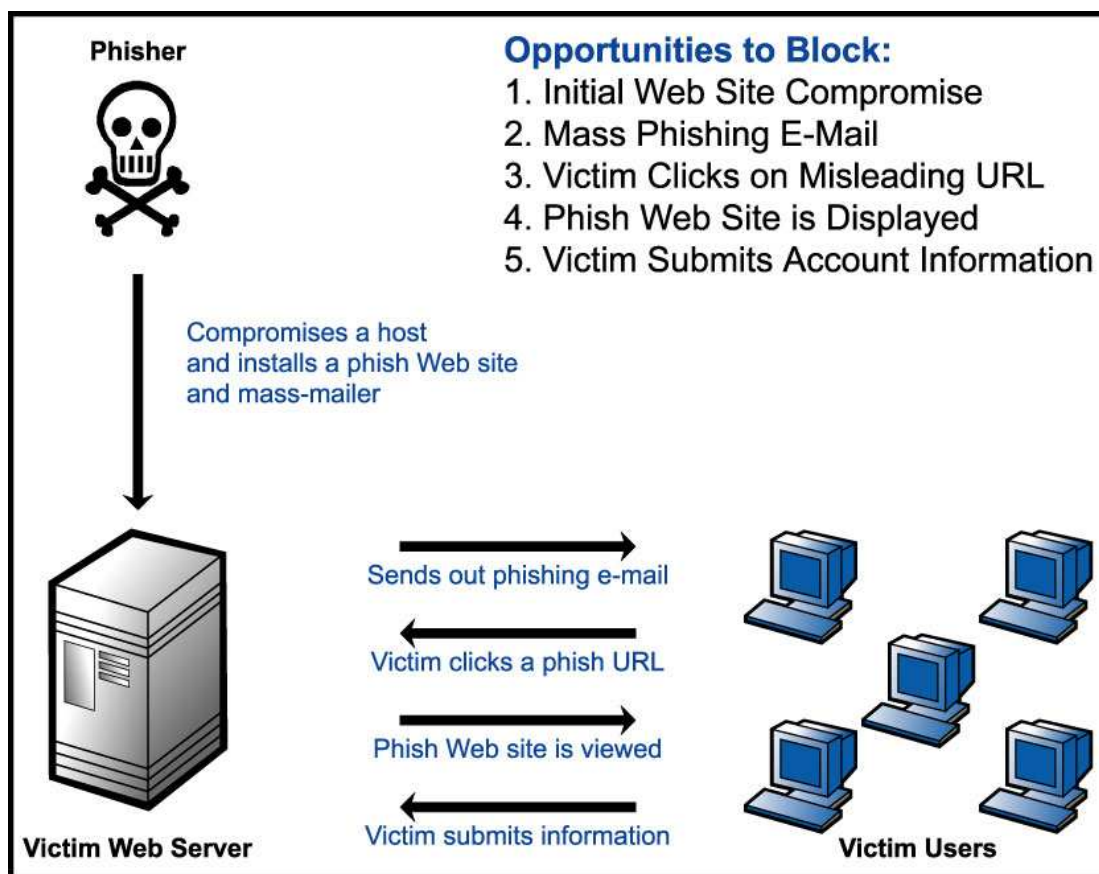 Phisher
Opportunities to Block:
1. Initial Web Site Compromise
2. Mass Phishing E-Mail
3. Victim Clicks on Misleading URL
4. Phish Web Site is Displayed
5. Victim Submits Account Information
Compromises a host
and installs a phish Web site
and mass-mailer
Sends out phishing e-mail
Victim clicks a phish URL
Phish Web site is viewed
Victim submits information
Victim Web Server
Victim Users